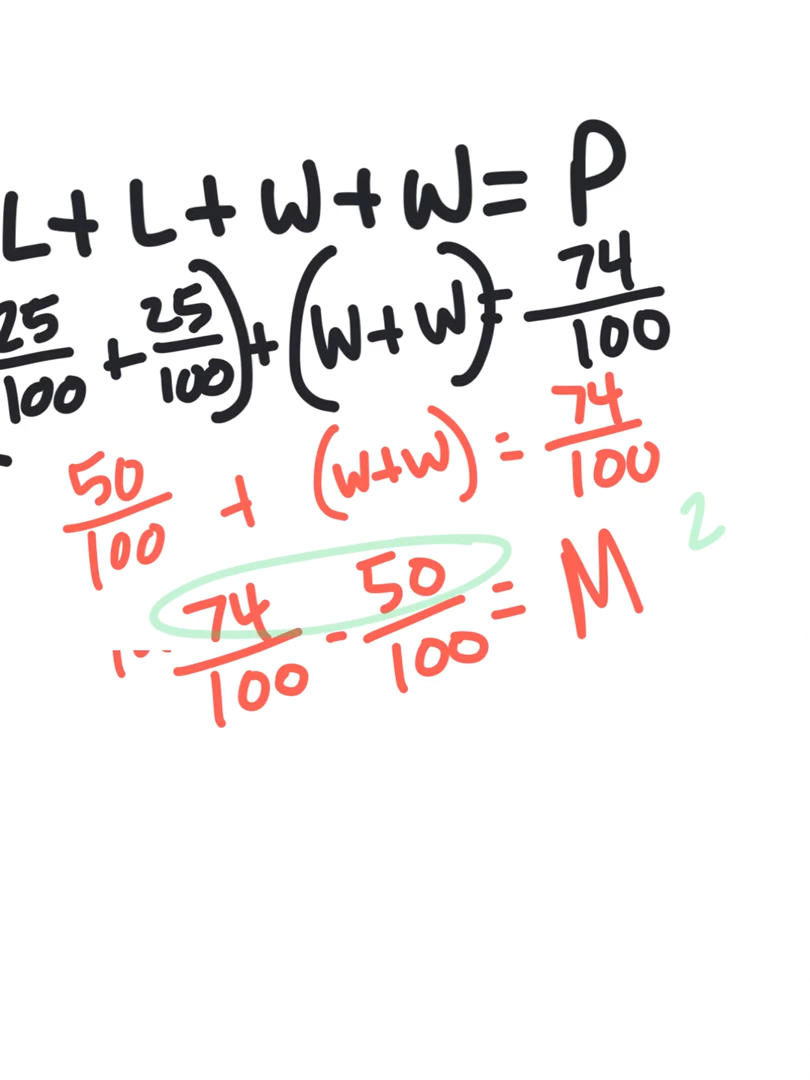 L + L + W + W = P
25/100 + 25/100) + (W + W) = 74/100
50/100 + (W+W) = 74/100
74/100 - 50/100 = M 2